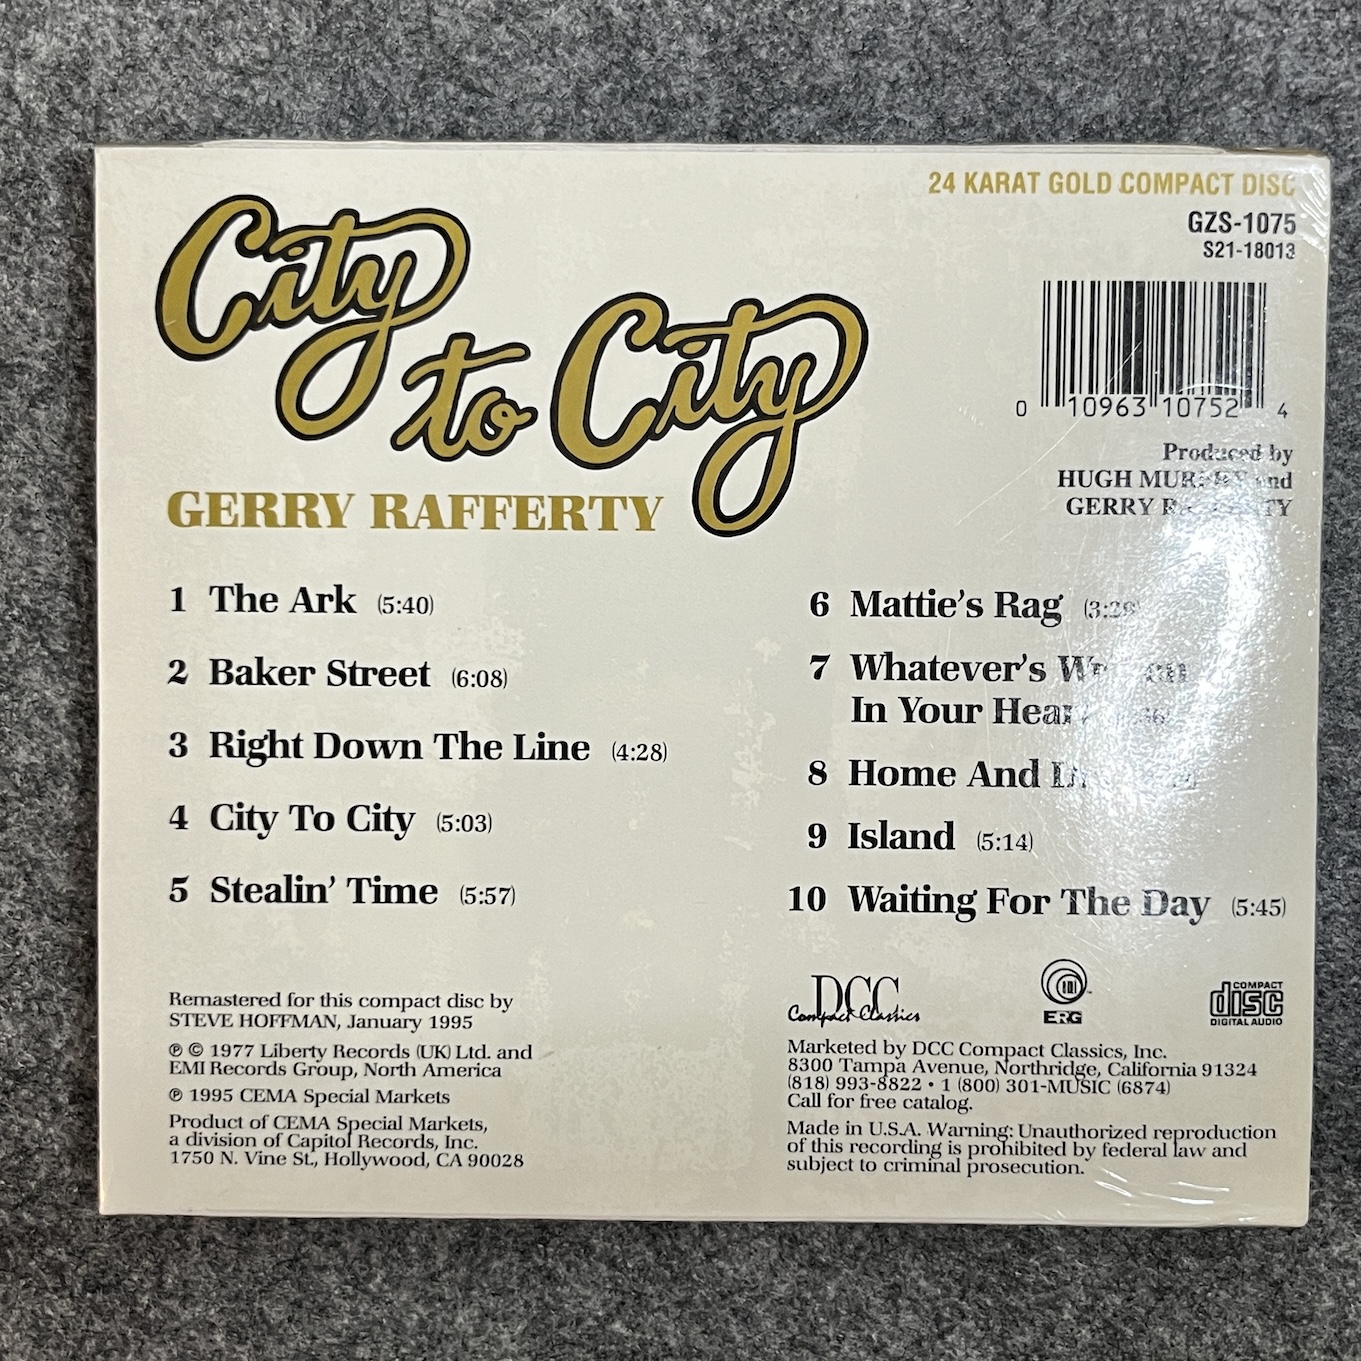 24 KARAT GOLD COMPACT DISC
GZS-1075
S21-18013
City
to City
0 10963 10752 4
Produced by
HUGH and
GERRY
GERRY RAFFERTY
1 The Ark (5:40)
2 Baker Street (6:08)
3 Right Down The Line (4:28)
4 City To City (5:03)
5 Stealin' Time (5:57)
6 Mattie's Rag
7 Whatever's
In Your
8 Home And
9 Island (5:14)
10 Waiting For The Day (5:45)
Remastered for this compact disc by
STEVE HOFFMAN, January 1995
℗ © 1977 Liberty Records (UK) Ltd. and
EMI Records Group, North America
℗ 1995 CEMA Special Markets
Product of CEMA Special Markets,
a division of Capitol Records, Inc.
1750 N. Vine St., Hollywood, CA 90028
DCC
Compact Classics
EMI
ERG
COMPACT
disc
DIGITAL AUDIO
Marketed by DCC Compact Classics, Inc.
8300 Tampa Avenue, Northridge, California 91324
(818) 993-8822 • 1 (800) 301-MUSIC (6874)
Call for free catalog.
Made in U.S.A. Warning: Unauthorized reproduction
of this recording is prohibited by federal law and
subject to criminal prosecution.